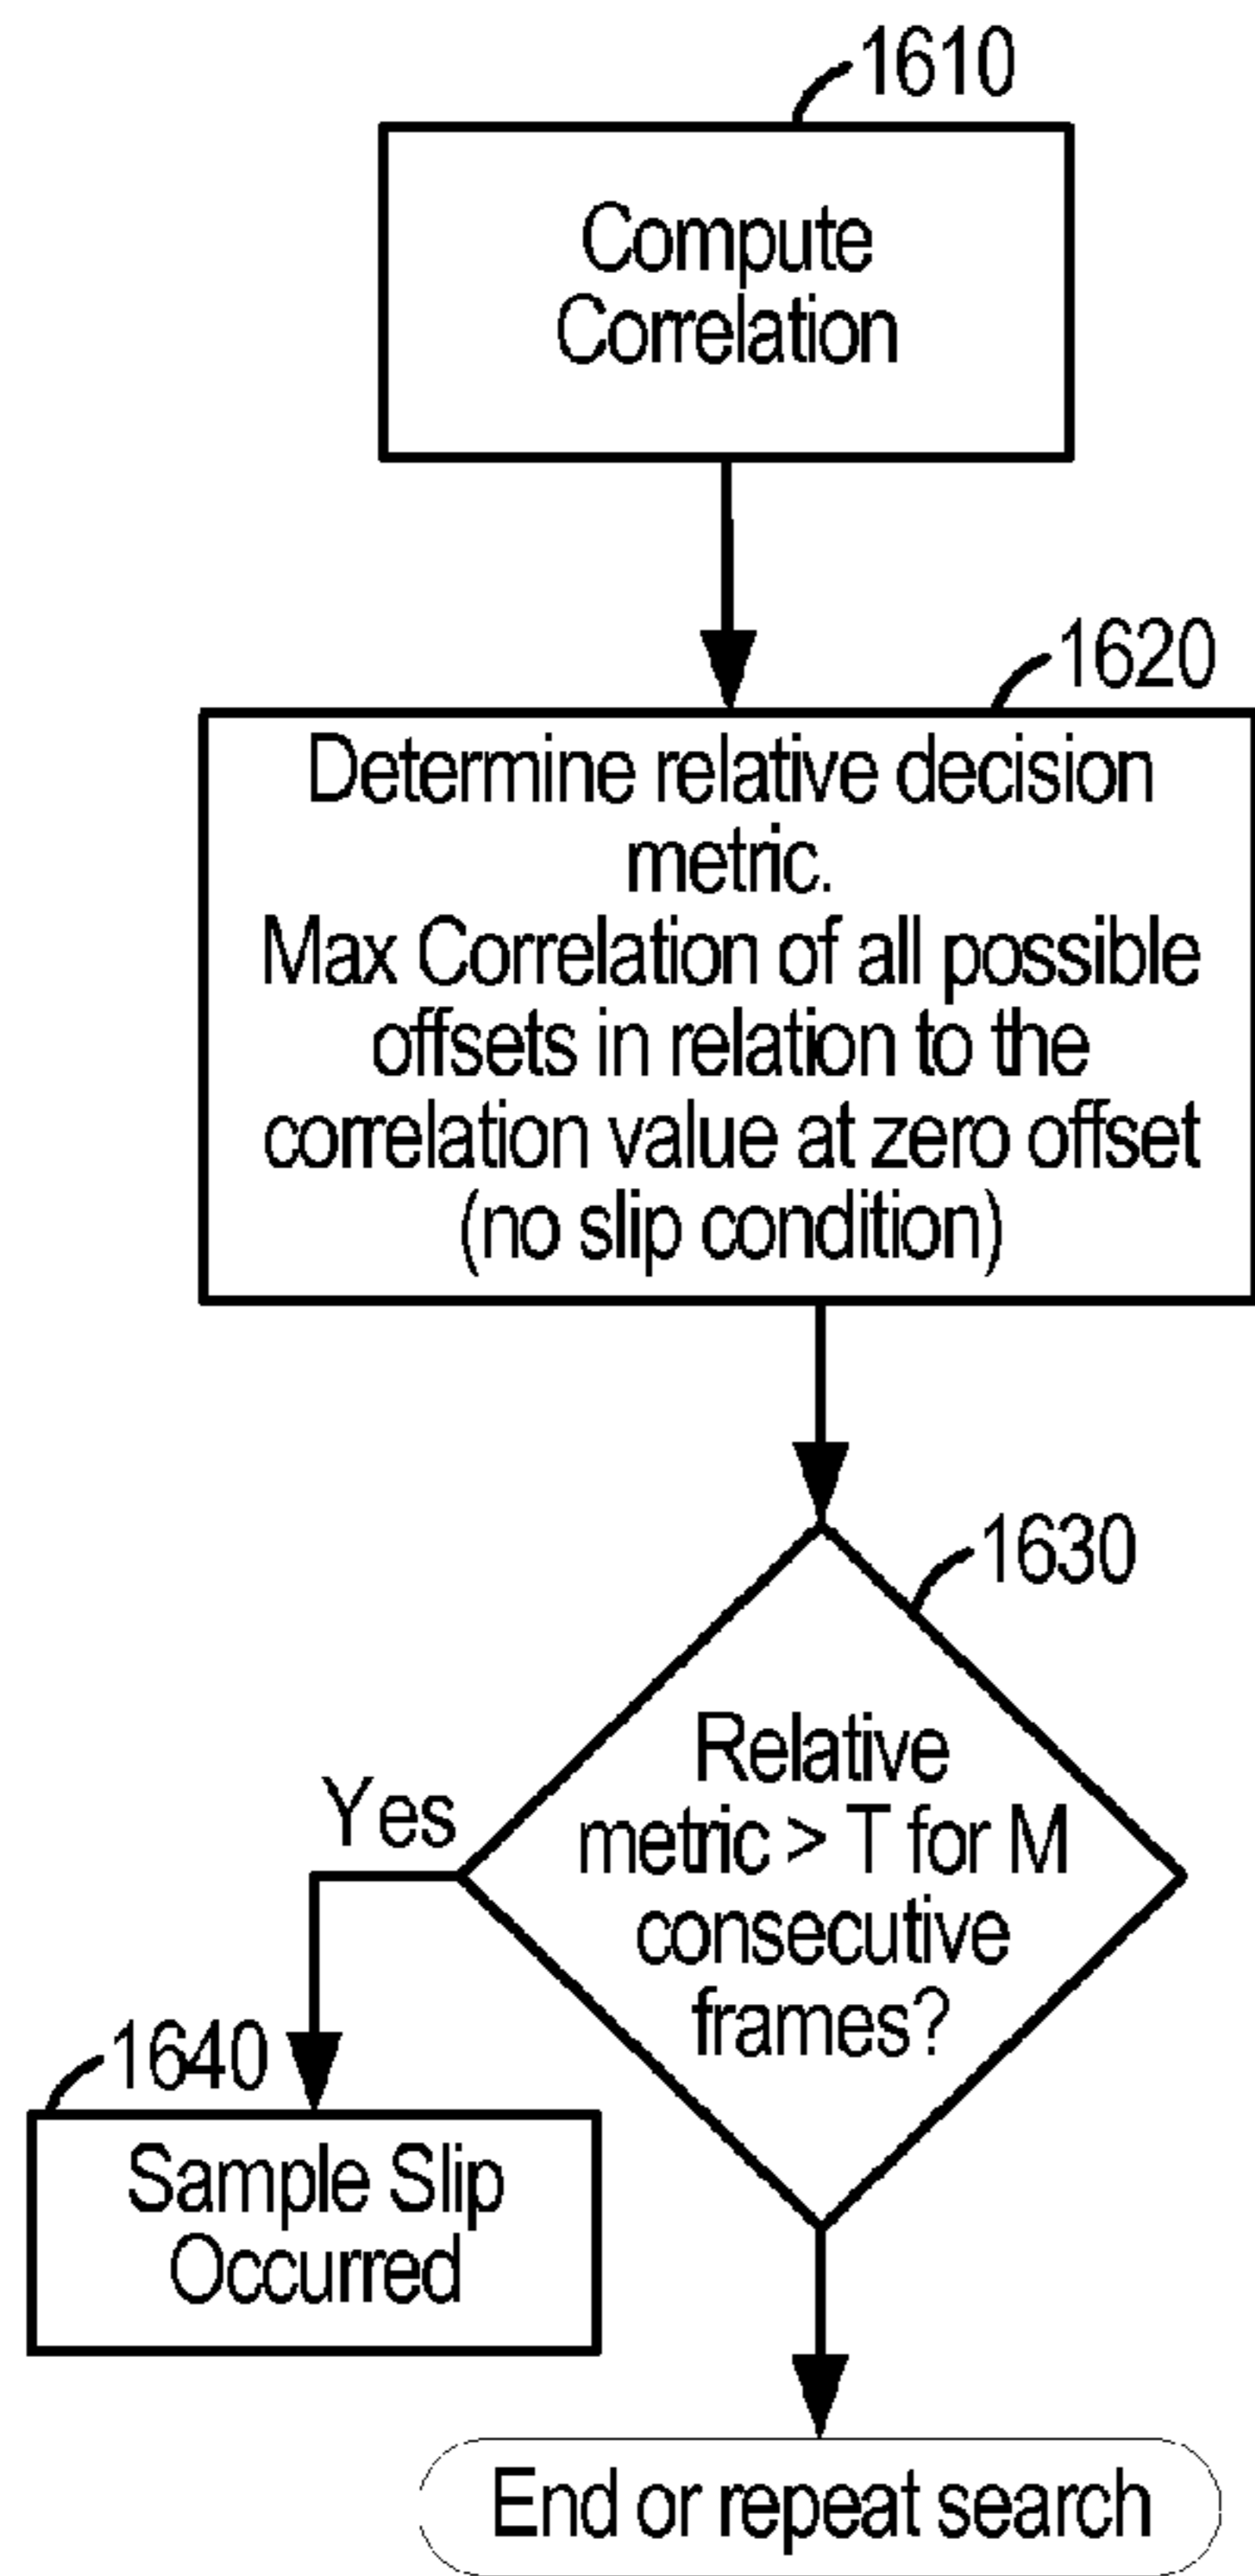 1610
Compute
Correlation
1620
Determine relative decision
metric.
Max Correlation of all possible
offsets in relation to the
correlation value at zero offset
(no slip condition)
1630
Relative
metric > T for M
consecutive
frames?
Yes
1640
Sample Slip
Occurred
End or repeat search